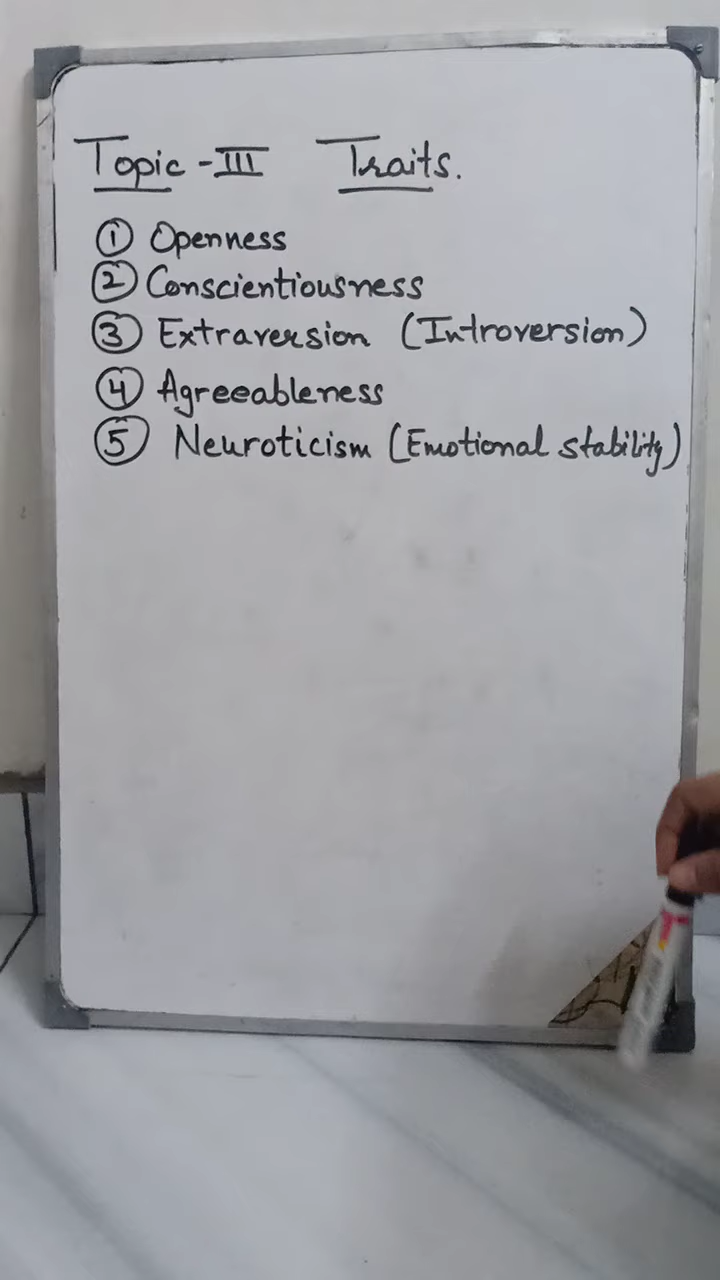 Topic - III Traits.
① Openness
② Conscientiousness
③ Extraversion (Introversion)
④ Agreeableness
⑤ Neuroticism (Emotional stability)